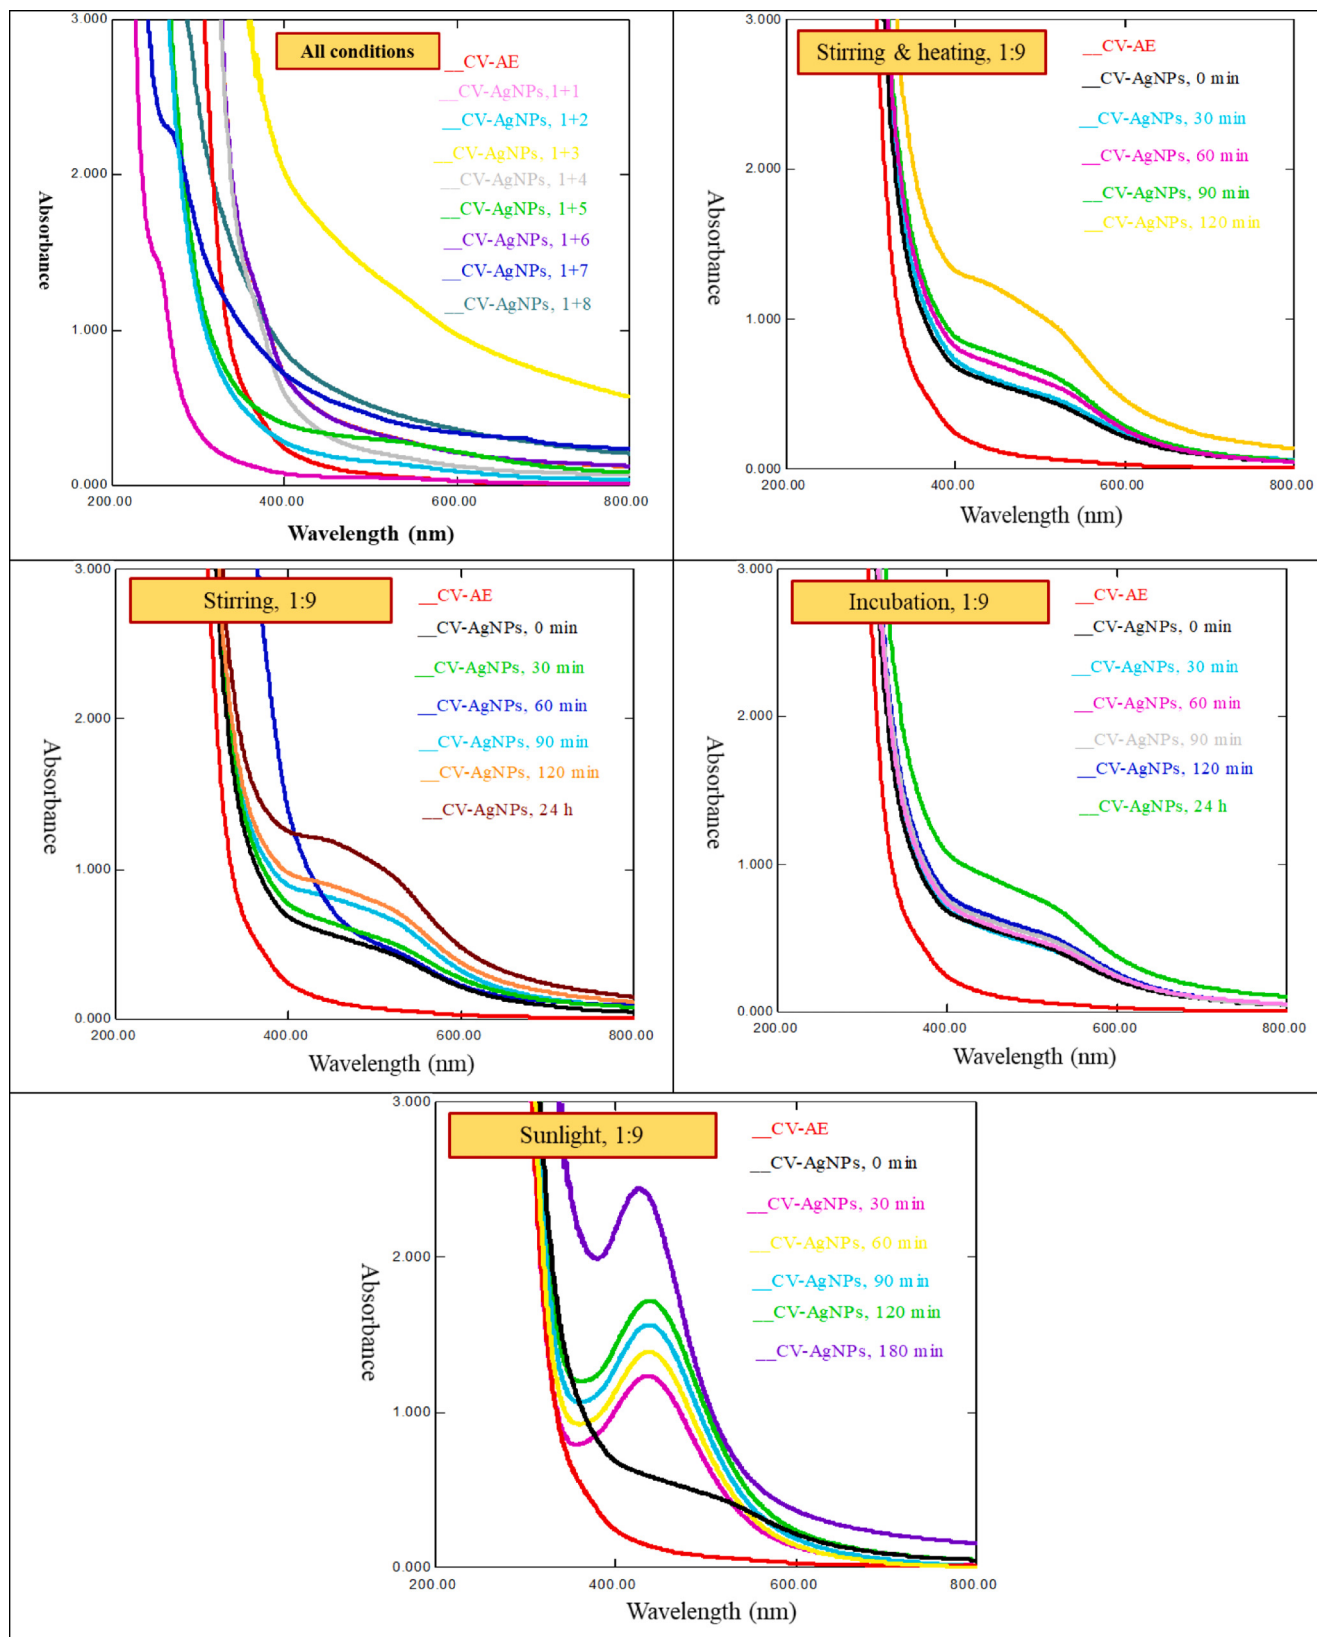 3.000
All conditions
__CV-AE
__CV-AgNPs,1+1
__CV-AgNPs, 1+2
__CV-AgNPs, 1+3
__CV-AgNPs, 1+4
__CV-AgNPs, 1+5
__CV-AgNPs, 1+6
__CV-AgNPs, 1+7
__CV-AgNPs, 1+8
2.000
1.000
0.000
Absorbance
200.00 400.00 600.00 800.00
Wavelength (nm)
3.000
Stirring & heating, 1:9
__CV-AE
__CV-AgNPs, 0 min
__CV-AgNPs, 30 min
__CV-AgNPs, 60 min
__CV-AgNPs, 90 min
__CV-AgNPs, 120 min
2.000
1.000
0.000
Absorbance
200.00 400.00 600.00 800.00
Wavelength (nm)
3.000
Stirring, 1:9
__CV-AE
__CV-AgNPs, 0 min
__CV-AgNPs, 30 min
__CV-AgNPs, 60 min
__CV-AgNPs, 90 min
__CV-AgNPs, 120 min
__CV-AgNPs, 24 h
2.000
1.000
0.000
Absorbance
200.00 400.00 600.00 800.00
Wavelength (nm)
3.000
Incubation, 1:9
__CV-AE
__CV-AgNPs, 0 min
__CV-AgNPs, 30 min
__CV-AgNPs, 60 min
__CV-AgNPs, 90 min
__CV-AgNPs, 120 min
__CV-AgNPs, 24 h
2.000
1.000
0.000
Absorbance
200.00 400.00 600.00 800.00
Wavelength (nm)
3.000
Sunlight, 1:9
__CV-AE
__CV-AgNPs, 0 min
__CV-AgNPs, 30 min
__CV-AgNPs, 60 min
__CV-AgNPs, 90 min
__CV-AgNPs, 120 min
__CV-AgNPs, 180 min
2.000
1.000
0.000
Absorbance
200.00 400.00 600.00 800.00
Wavelength (nm)